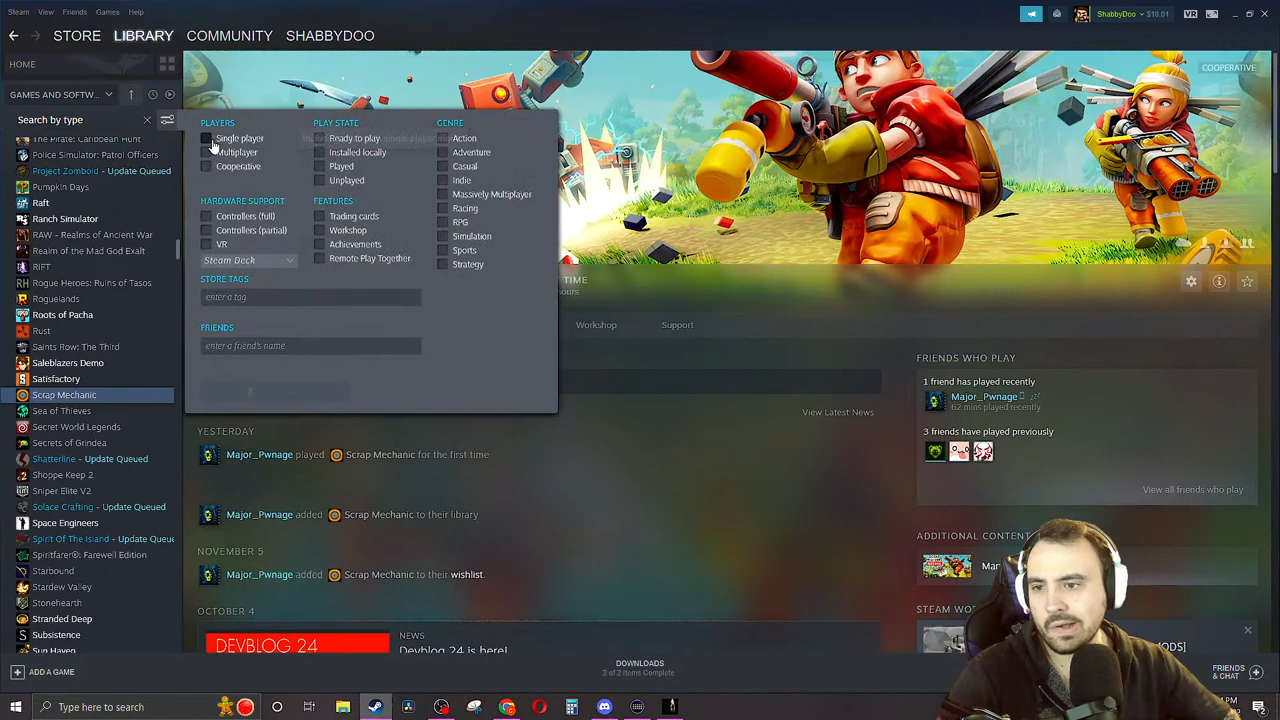 Steam View Friends Games Help
ShabbyDoo $10.01 VR
STORE LIBRARY COMMUNITY SHABBYDOO
HOME
COOPERATIVE
GAMES AND SOFTW...
Search by type
The Pirate: Caribbean Hunt
Police Simulator: Patrol Officers
Project Zomboid - Update Queued
Pumpkin Days
Raft
Ranch Simulator
RAW - Realms of Ancient War
Realm of the Mad God Exalt
RIFT
Rogue Heroes: Ruins of Tasos
Roguelands
Roots of Pacha
Rust
Saints Row: The Third
Saleblazers Demo
Satisfactory
Scrap Mechanic
Sea of Thieves
Secret World Legends
Secrets of Grindea
Shatterline - Update Queued
Shoppe Keep 2
Sniper Elite V2
Solace Crafting - Update Queued
Space Engineers
Spirit Of The Island - Update Queue
Spiritfarer®: Farewell Edition
Starbound
Stardew Valley
Stonehearth
Stranded Deep
Subsistence
Sun Haven
ADD A GAME
PLAYERS
Single player
Multiplayer
Cooperative
HARDWARE SUPPORT
Controllers (full)
Controllers (partial)
VR
Steam Deck
STORE TAGS
enter a tag
FRIENDS
enter a friend's name
PLAY STATE
Ready to play
Installed locally
Played
Unplayed
FEATURES
Trading cards
Workshop
Achievements
Remote Play Together
GENRE
Action
Adventure
Casual
Indie
Massively Multiplayer
Racing
RPG
Simulation
Sports
Strategy
TIME
hours
Workshop Support
View Latest News
YESTERDAY
Major_Pwnage played Scrap Mechanic for the first time
Major_Pwnage added Scrap Mechanic to their library
NOVEMBER 5
Major_Pwnage added Scrap Mechanic to their wishlist.
OCTOBER 4
DEVBLOG 24
NEWS
Devblog 24 is here!
FRIENDS WHO PLAY
1 friend has played recently
Major_Pwnage
62 mins played recently
3 friends have played previously
View all friends who play
ADDITIONAL CONTEN
STEAM WO
DOWNLOADS
2 of 2 Items Complete
FRIENDS
& CHAT
Type here to search